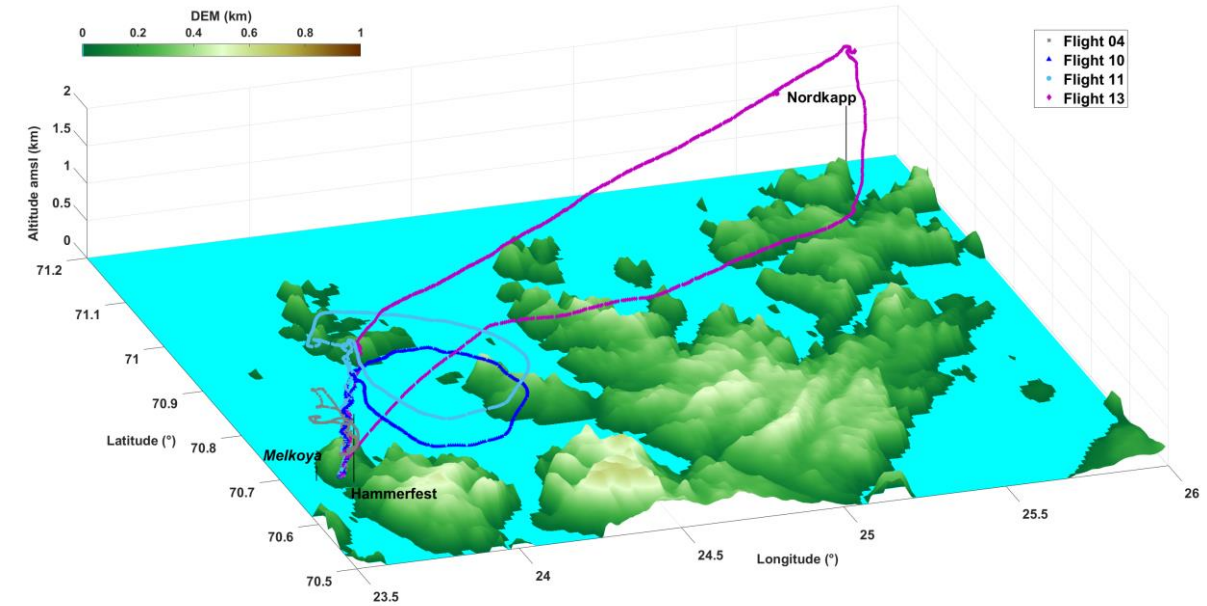 DEM (km)
0 0.2 0.4 0.6 0.8 1
Flight 04
Flight 10
Flight 11
Flight 13
Nordkapp
Altitude amsl (km)
2
1.5
1
0.5
0
71.2
71.1
71
70.9
70.8
70.7
70.6
70.5
Latitude (°)
Melkoya
Hammerfest
23.5
24
24.5
25
25.5
26
Longitude (°)